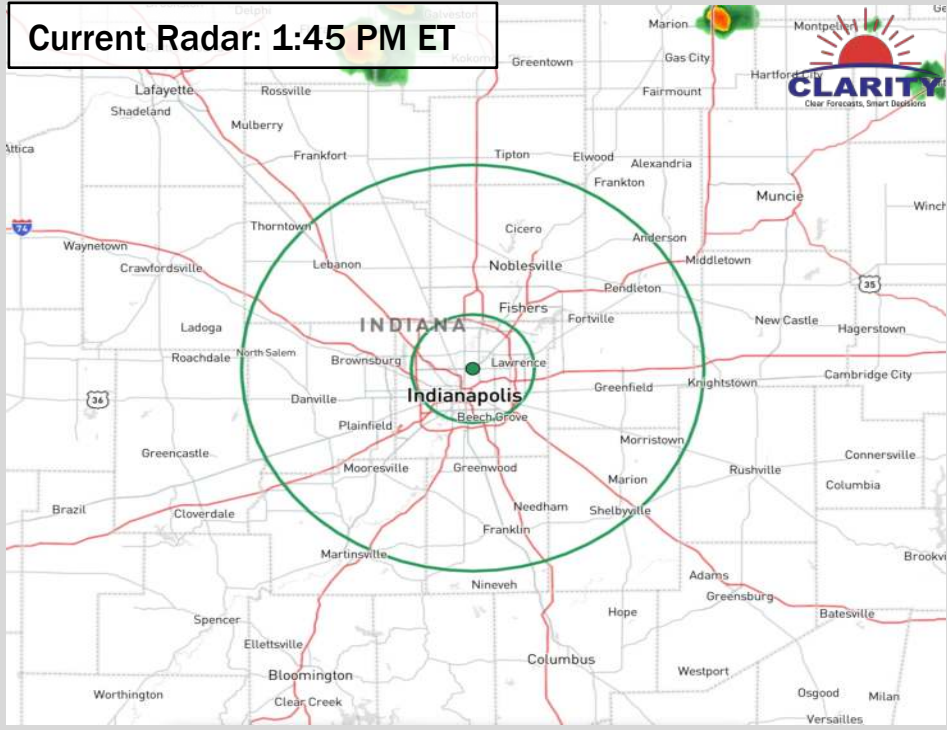 Current Radar: 1:45 PM ET
Delphi
Galveston
Marion
Montpelier
Kokomo
Greentown
Gas City
Hartford City
CLARITY
Clear Forecasts, Smart Decisions
Lafayette
Rossville
Fairmount
Shadeland
Mulberry
Attica
Frankfort
Tipton
Elwood
Alexandria
Frankton
Muncie
Winch
74
Thorntown
Cicero
Anderson
Waynetown
Crawfordsville
Lebanon
Noblesville
Middletown
Pendleton
35
INDIANA
Fishers
Fortville
New Castle
Hagerstown
Ladoga
Roachdale
North Salem
Brownsburg
Lawrence
Cambridge City
Knightstown
Greenfield
36
Danville
Indianapolis
Beech Grove
Plainfield
Morristown
Greencastle
Connersville
Mooresville
Greenwood
Rushville
Marion
Columbia
Brazil
Cloverdale
Needham
Shelbyville
Franklin
Martinsville
Brookvi
Nineveh
Adams
Greensburg
Spencer
Hope
Batesville
Ellettsville
Bloomington
Columbus
Westport
Worthington
Clear Creek
Osgood
Milan
Versailles